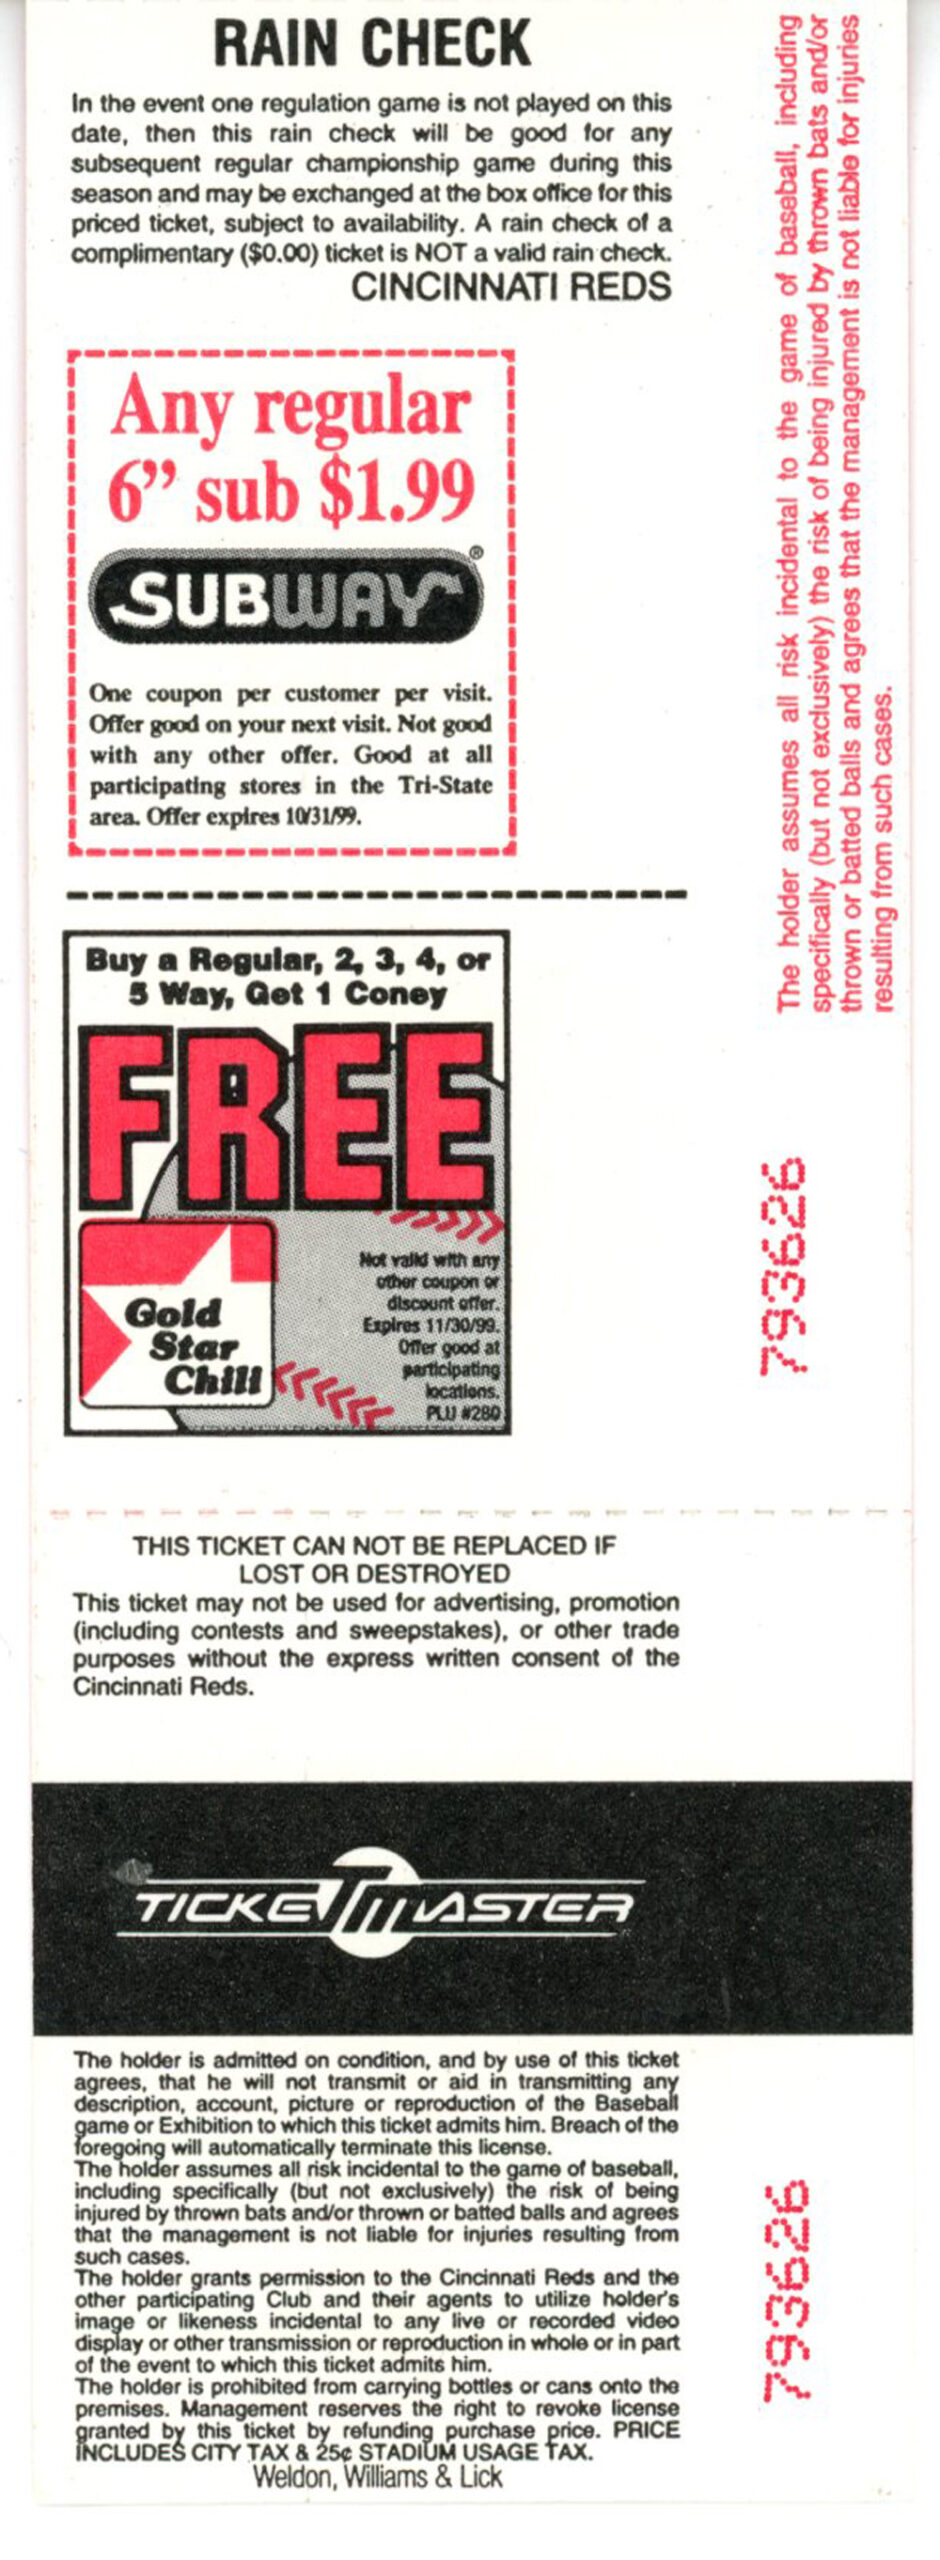 RAIN CHECK
In the event one regulation game is not played on this
date, then this rain check will be good for any
subsequent regular championship game during this
season and may be exchanged at the box office for this
priced ticket, subject to availability. A rain check of a
complimentary ($0.00) ticket is NOT a valid rain check.
CINCINNATI REDS
Any regular
6” sub $1.99
SUBWAY®
One coupon per customer per visit.
Offer good on your next visit. Not good
with any other offer. Good at all
participating stores in the Tri-State
area. Offer expires 10/31/99.
Buy a Regular, 2, 3, 4, or
5 Way, Get 1 Coney
FREE
Gold
Star
Chili
Not valid with any
other coupon or
discount offer.
Expires 11/30/99.
Offer good at
participating
locations.
PLU #280
The holder assumes all risk incidental to the game of baseball, including
specifically (but not exclusively) the risk of being injured by thrown bats and/or
thrown or batted balls and agrees that the management is not liable for injuries
resulting from such cases.
793626
THIS TICKET CAN NOT BE REPLACED IF
LOST OR DESTROYED
This ticket may not be used for advertising, promotion
(including contests and sweepstakes), or other trade
purposes without the express written consent of the
Cincinnati Reds.
TICKETMASTER
The holder is admitted on condition, and by use of this ticket
agrees, that he will not transmit or aid in transmitting any
description, account, picture or reproduction of the Baseball
game or Exhibition to which this ticket admits him. Breach of the
foregoing will automatically terminate this license.
The holder assumes all risk incidental to the game of baseball,
including specifically (but not exclusively) the risk of being
injured by thrown bats and/or thrown or batted balls and agrees
that the management is not liable for injuries resulting from
such cases.
The holder grants permission to the Cincinnati Reds and the
other participating Club and their agents to utilize holder's
image or likeness incidental to any live or recorded video
display or other transmission or reproduction in whole or in part
of the event to which this ticket admits him.
The holder is prohibited from carrying bottles or cans onto the
premises. Management reserves the right to revoke license
granted by this ticket by refunding purchase price. PRICE
INCLUDES CITY TAX & 25¢ STADIUM USAGE TAX.
Weldon, Williams & Lick
793626